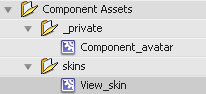 Component Assets
_private
Component_avatar
skins
View_skin